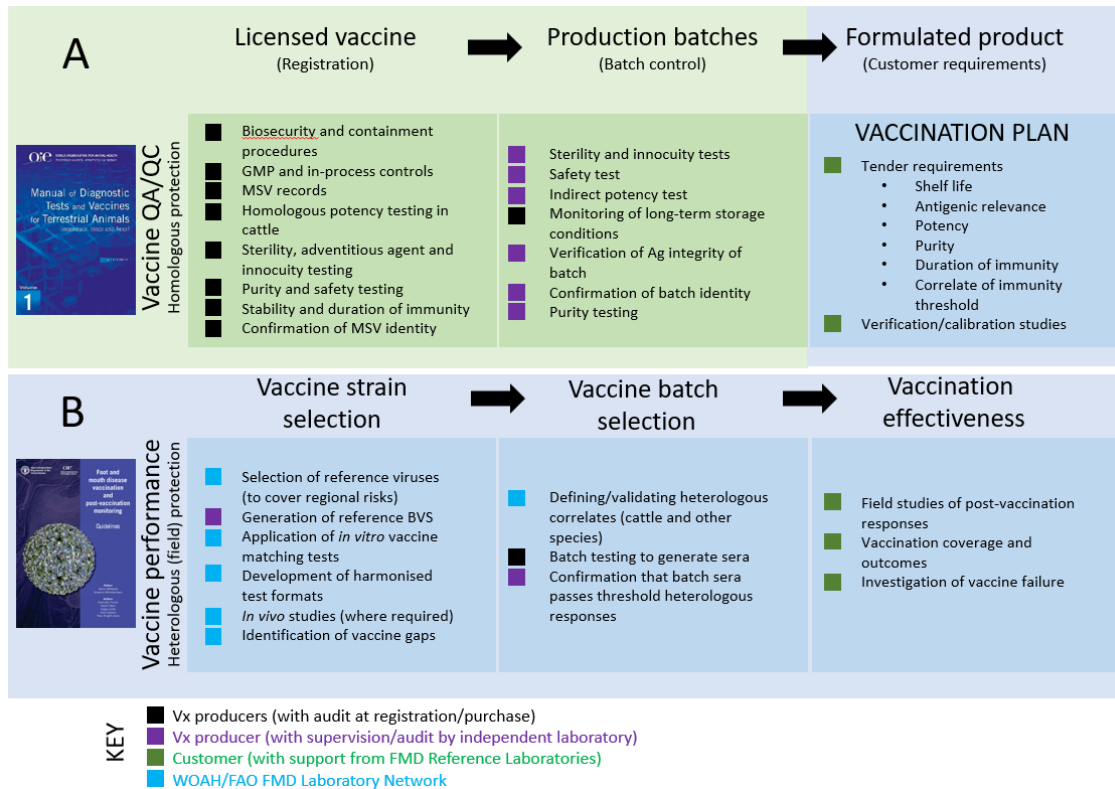 A
Licensed vaccine
(Registration)
Production batches
(Batch control)
Formulated product
(Customer requirements)
OIE
Manual of Diagnostic
Tests and Vaccines
for Terrestrial Animals
Volume
1
Vaccine QA/QC
Homologous protection
Biosecurity and containment
procedures
GMP and in-process controls
MSV records
Homologous potency testing in
cattle
Sterility, adventitious agent and
innocuity testing
Purity and safety testing
Stability and duration of immunity
Confirmation of MSV identity
Sterility and innocuity tests
Safety test
Indirect potency test
Monitoring of long-term storage
conditions
Verification of Ag integrity of
batch
Confirmation of batch identity
Purity testing
VACCINATION PLAN
Tender requirements
• Shelf life
• Antigenic relevance
• Potency
• Purity
• Duration of immunity
• Correlate of immunity
threshold
Verification/calibration studies
B
Vaccine strain
selection
Vaccine batch
selection
Vaccination
effectiveness
Foot and
mouth disease
vaccination
and
post-vaccination
monitoring
Guidelines
Vaccine performance
Heterologous (field) protection
Selection of reference viruses
(to cover regional risks)
Generation of reference BVS
Application of in vitro vaccine
matching tests
Development of harmonised
test formats
In vivo studies (where required)
Identification of vaccine gaps
Defining/validating heterologous
correlates (cattle and other
species)
Batch testing to generate sera
Confirmation that batch sera
passes threshold heterologous
responses
Field studies of post-vaccination
responses
Vaccination coverage and
outcomes
Investigation of vaccine failure
KEY
Vx producers (with audit at registration/purchase)
Vx producer (with supervision/audit by independent laboratory)
Customer (with support from FMD Reference Laboratories)
WOAH/FAO FMD Laboratory Network